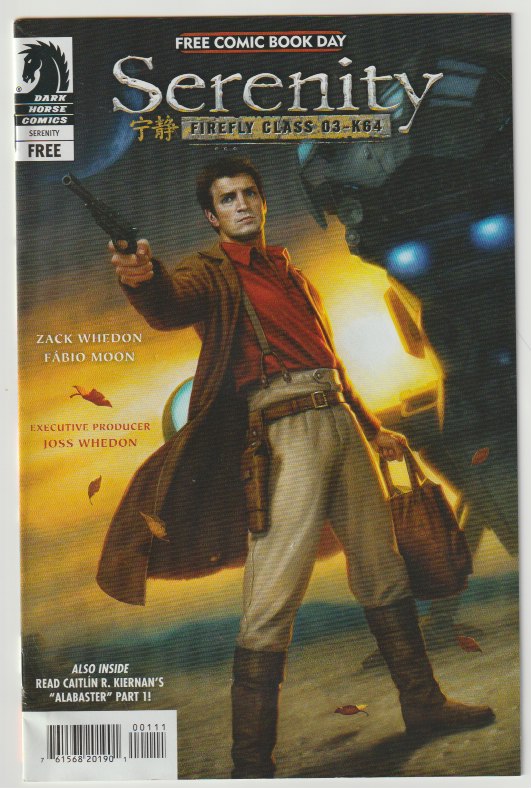 FREE COMIC BOOK DAY
DARK
HORSE
COMICS
SERENITY
FREE
Serenity
宁静 FIREFLY CLASS 03-K64
ZACK WHEDON
FÁBIO MOON
EXECUTIVE PRODUCER
JOSS WHEDON
ALSO INSIDE
READ CAITLÍN R. KIERNAN'S
"ALABASTER" PART 1!
00111
7 61568 20190 1